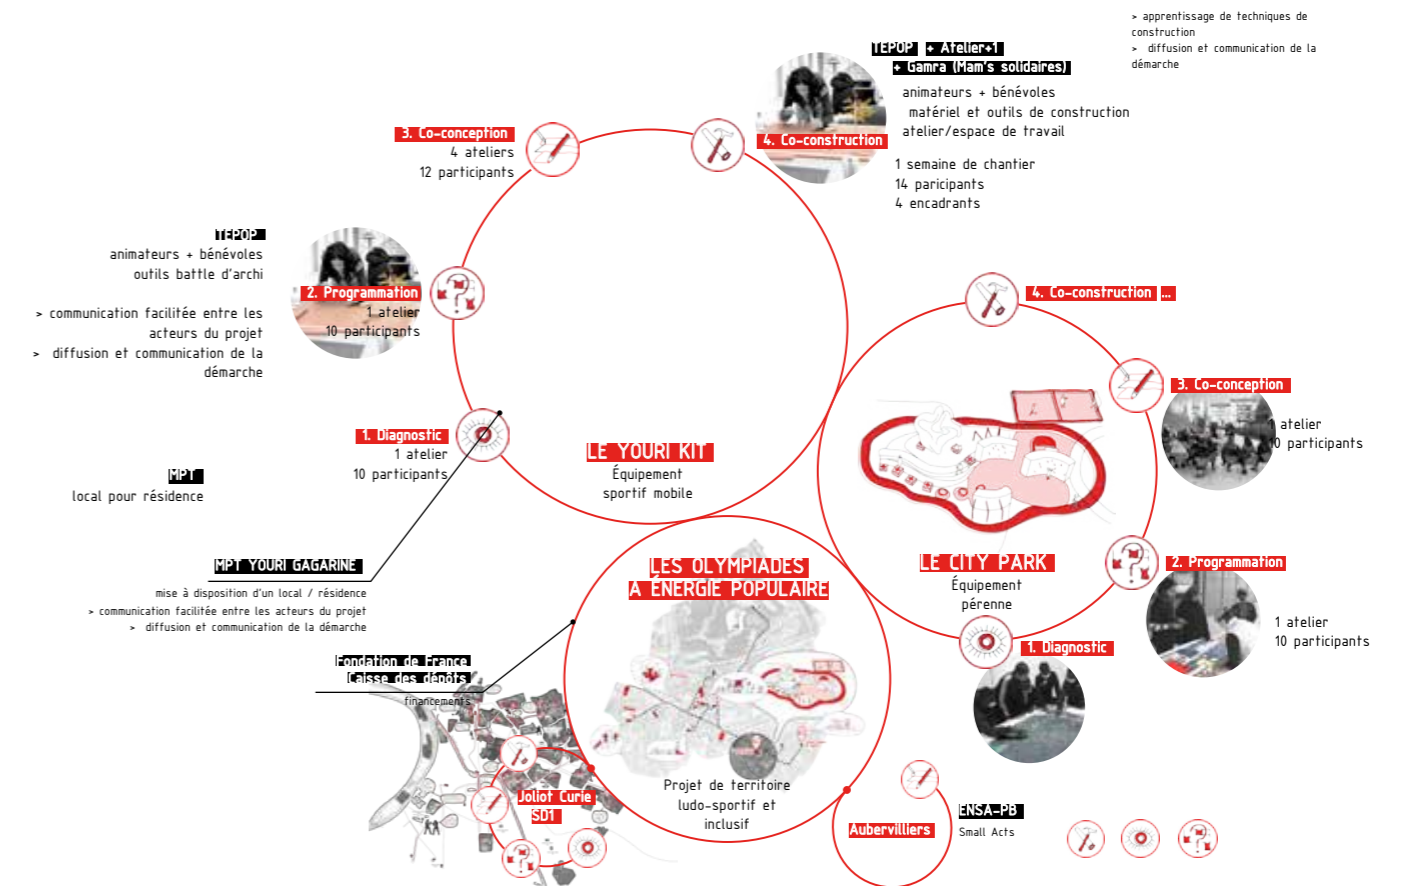 > apprentissage de techniques de
construction
> diffusion et communication de la
démarche
TEPOP + Atelier+1
+ Gamra (Mam's solidaires)
animateurs + bénévoles
matériel et outils de construction
atelier/espace de travail
4. Co-construction
1 semaine de chantier
14 paricipants
4 encadrants
3. Co-conception
4 ateliers
12 participants
TEPOP
animateurs + bénévoles
outils battle d'archi
> communication facilitée entre les
acteurs du projet
> diffusion et communication de la
démarche
2. Programmation
1 atelier
10 participants
1. Diagnostic
1 atelier
10 participants
MPT
local pour résidence
LE YOURI KIT
Équipement
sportif mobile
MPT YOURI GAGARINE
mise à disposition d'un local / résidence
> communication facilitée entre les acteurs du projet
> diffusion et communication de la démarche
Fondation de France
Caisse des dépôts
financements
4. Co-construction ...
3. Co-conception
1 atelier
10 participants
LE CITY PARK
Équipement
pérenne
2. Programmation
1 atelier
10 participants
1. Diagnostic
LES OLYMPIADES
A ÉNERGIE POPULAIRE
Projet de territoire
ludo-sportif et
inclusif
Joliot Curie
SD1
Aubervilliers
ENSA-PB
Small Acts